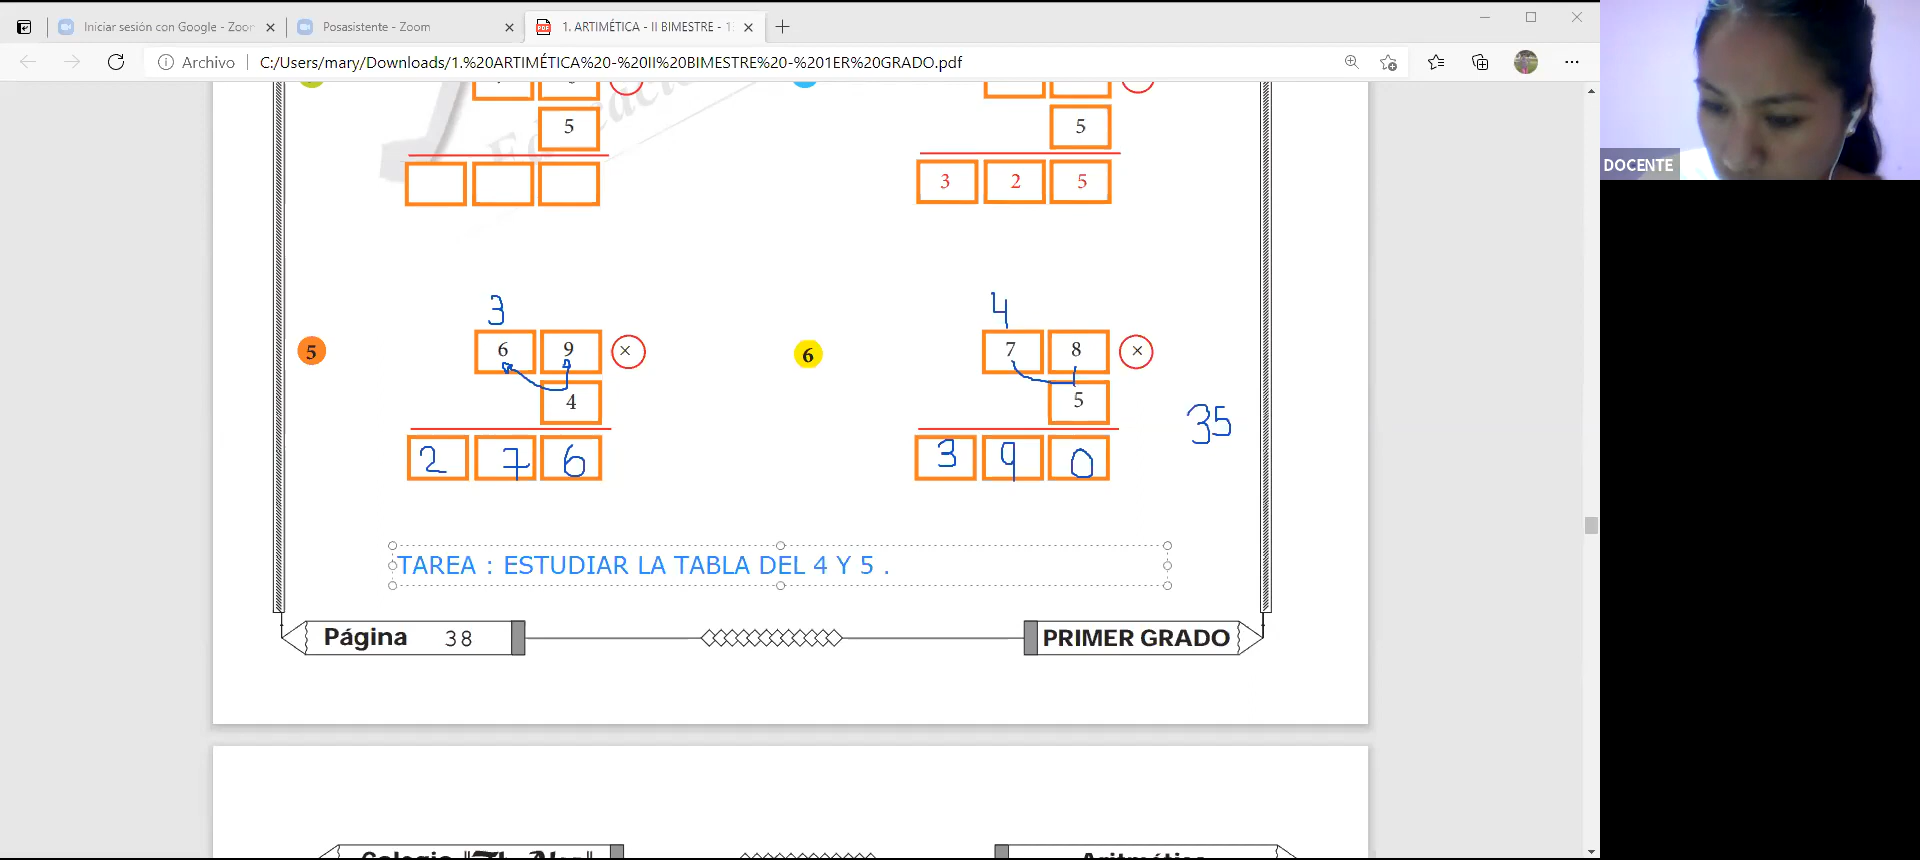 Iniciar sesión con Google - Zoor
Posasistente - Zoom
1. ARTIMÉTICA - II BIMESTRE - 1
Archivo
C:/Users/mary/Downloads/1.%20ARTIMÉTICA%20-%20II%20BIMESTRE%20-%201ER%20GRADO.pdf
DOCENTE
5
5
3 2 5
3
4
5
6 9 ×
6
7 8 ×
4
5
35
2 7 6
3 9 0
TAREA : ESTUDIAR LA TABLA DEL 4 Y 5 .
Página 38
PRIMER GRADO